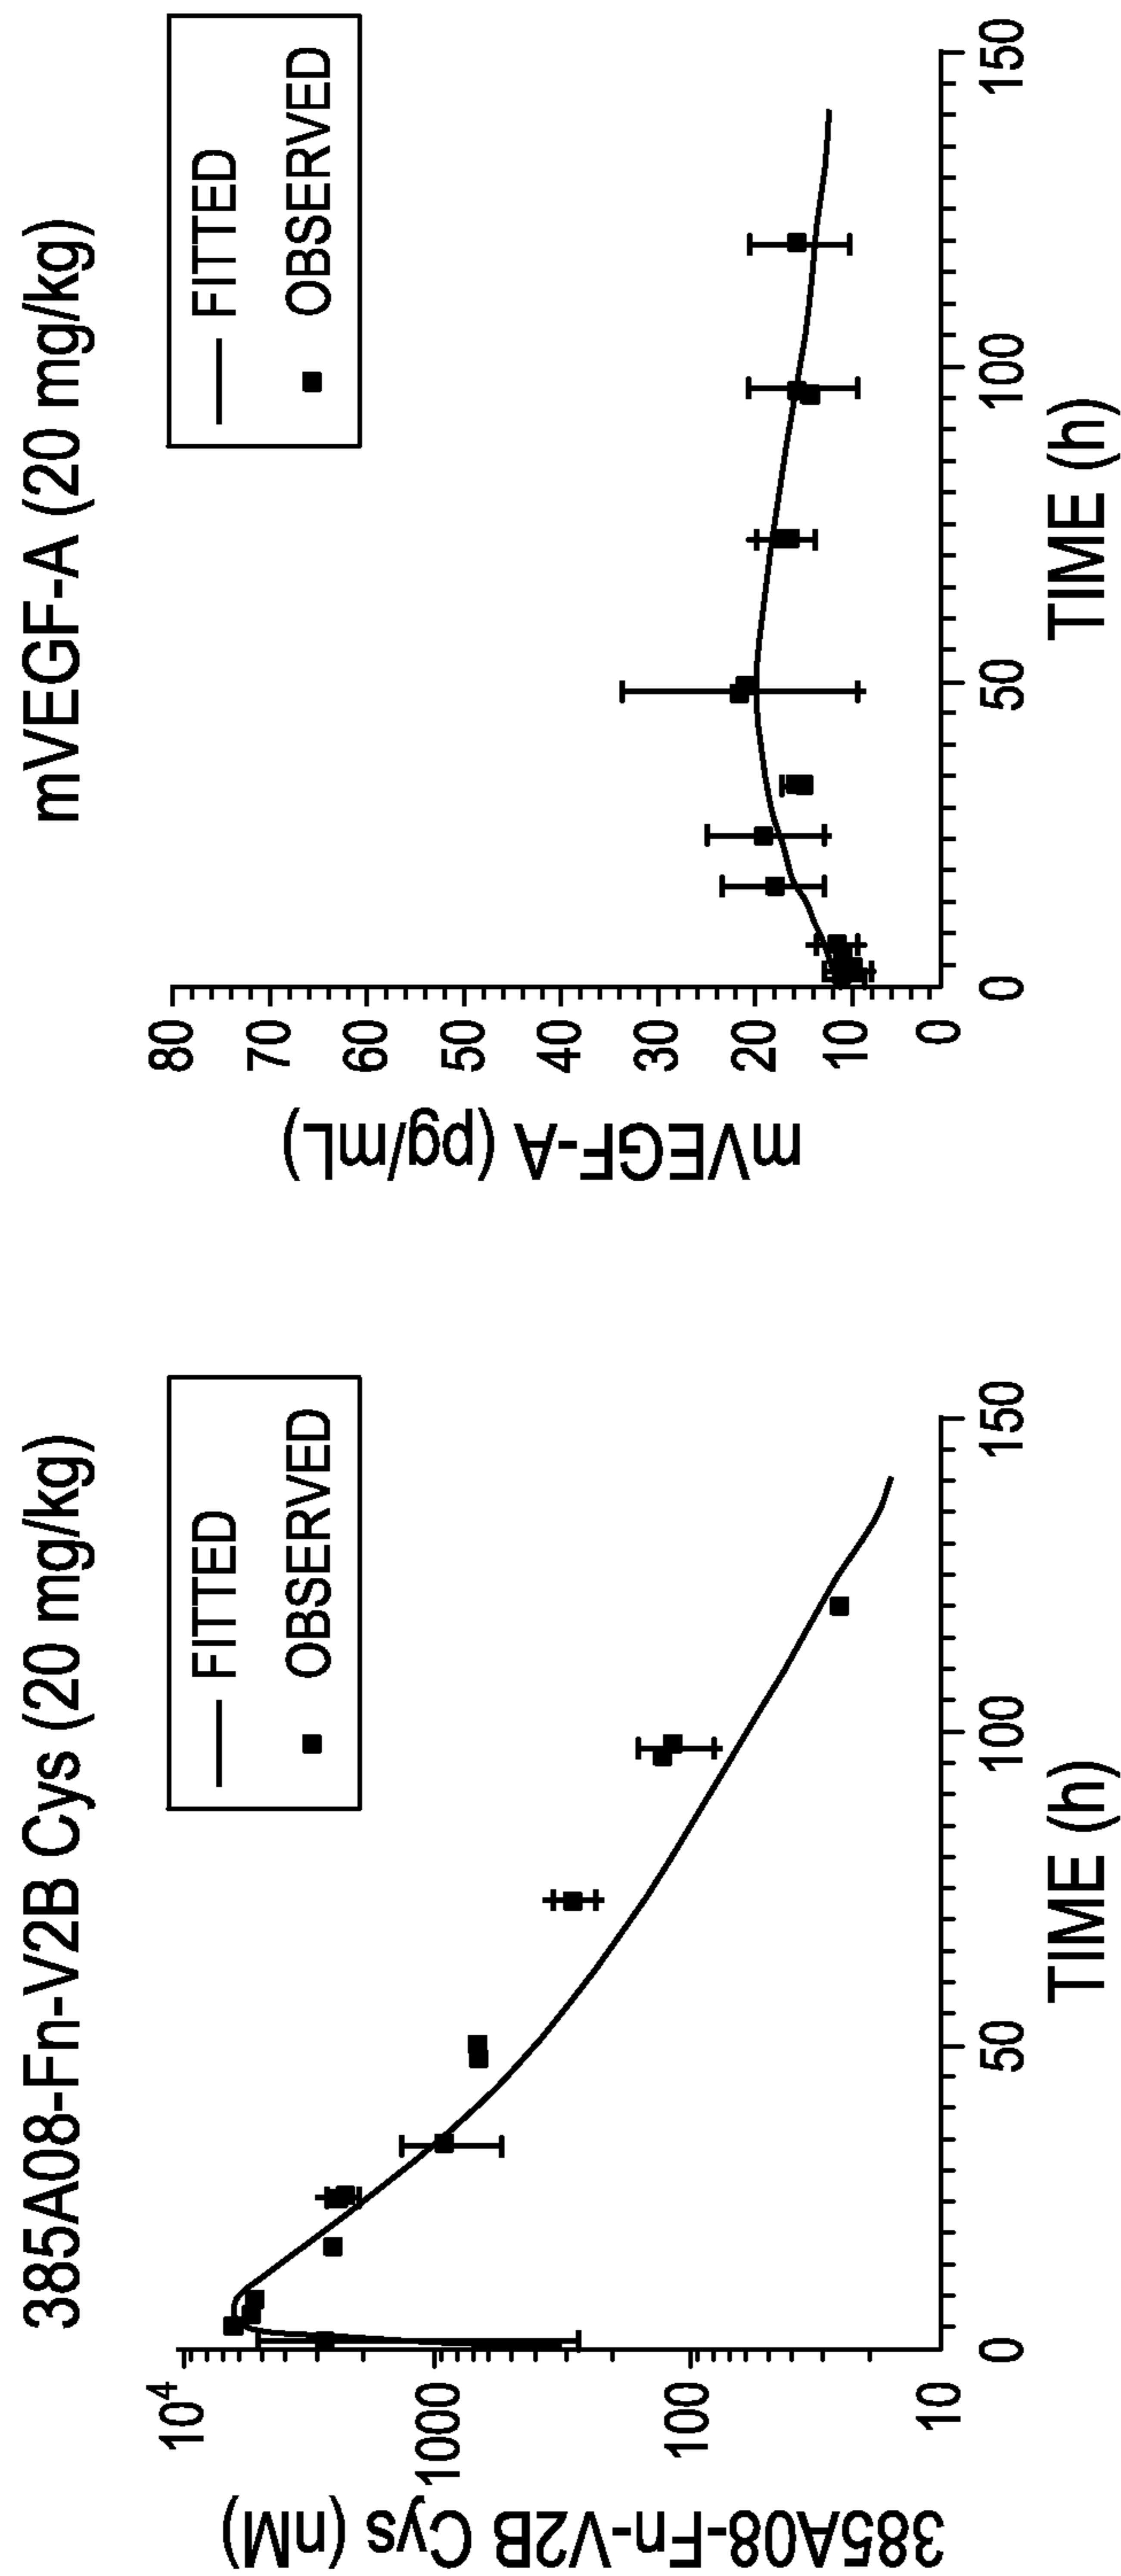 385A08-Fn-V2B Cys (20 mg/kg)
— FITTED
■ OBSERVED
385A08-Fn-V2B Cys (nM)
10⁴
1000
100
10
0
50
100
150
TIME (h)
mVEGF-A (20 mg/kg)
— FITTED
■ OBSERVED
mVEGF-A (pg/mL)
80
70
60
50
40
30
20
10
0
0
50
100
150
TIME (h)